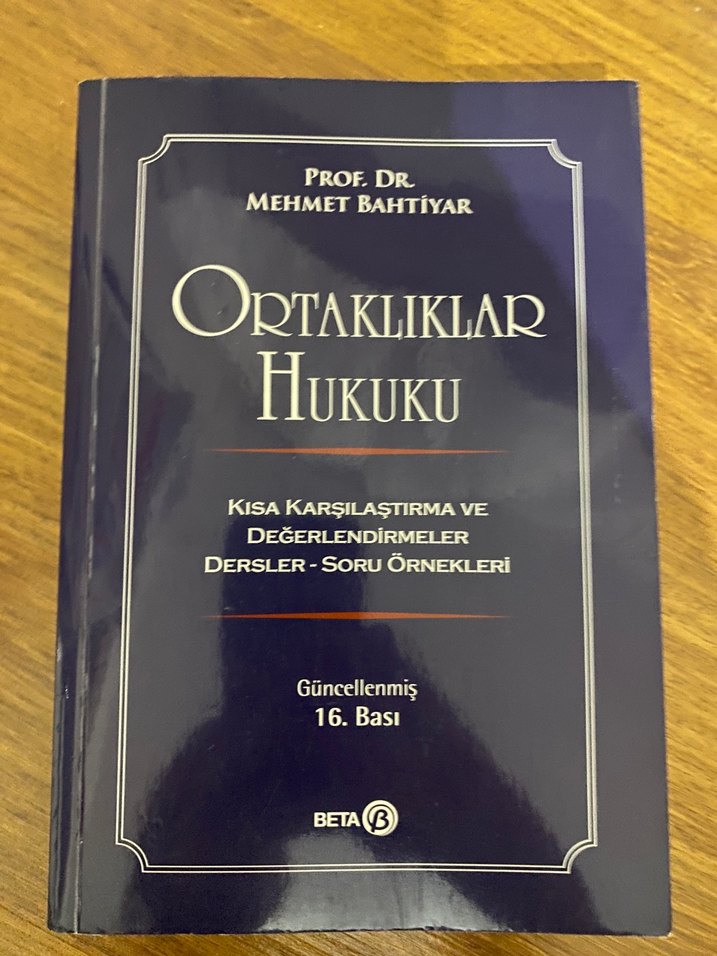 PROF. DR.
MEHMET BAHTİYAR
ORTAKLIKLAR
HUKUKU
KISA KARŞILAŞTIRMA VE
DEĞERLENDİRMELER
DERSLER - SORU ÖRNEKLERİ
Güncellenmiş
16. Bası
BETA β